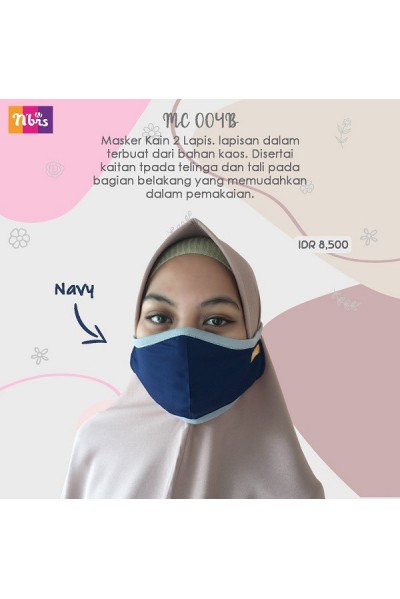 n'brs
MC 004B
Masker Kain 2 Lapis. lapisan dalam
terbuat dari bahan kaos. Disertai
kaitan tpada telinga dan tali pada
bagian belakang yang memudahkan
dalam pemakaian.
IDR 8,500
Navy